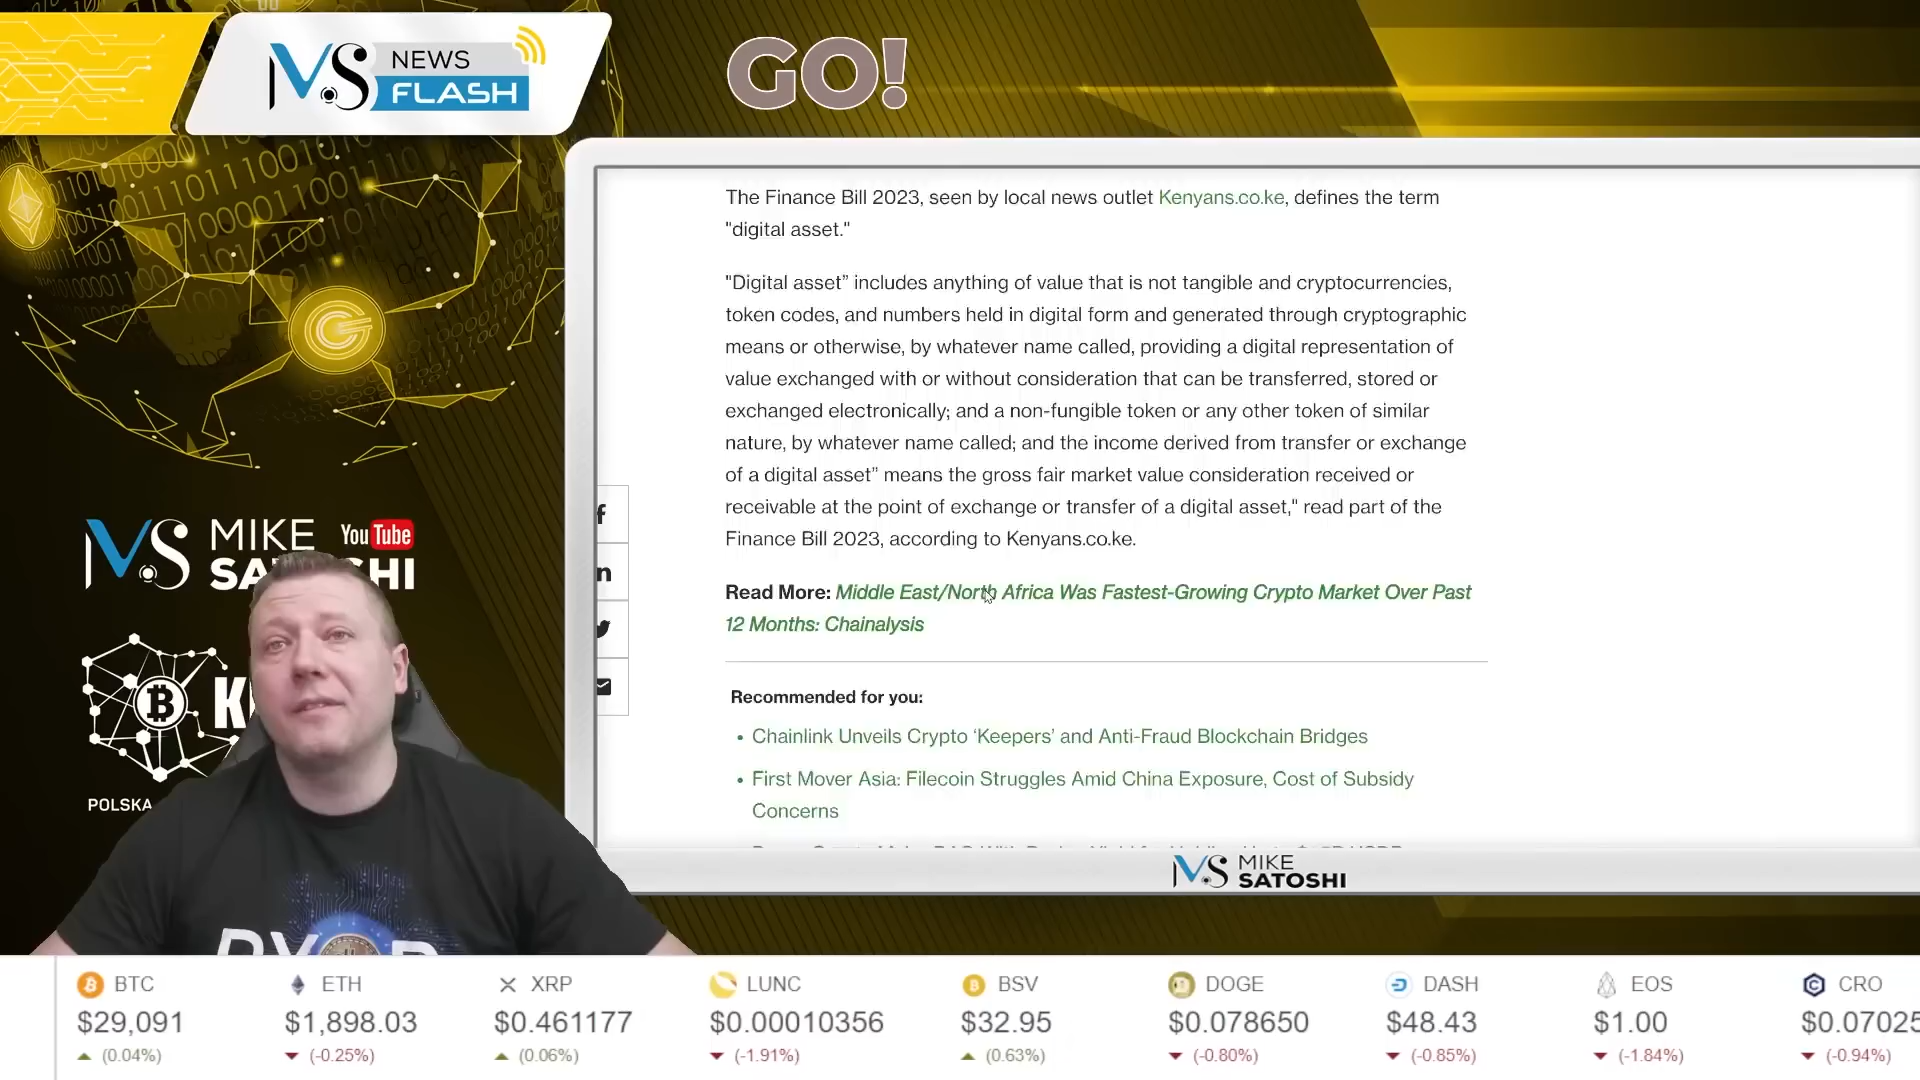 NEWS
FLASH
GO!
The Finance Bill 2023, seen by local news outlet Kenyans.co.ke, defines the term
"digital asset."
"Digital asset” includes anything of value that is not tangible and cryptocurrencies,
token codes, and numbers held in digital form and generated through cryptographic
means or otherwise, by whatever name called, providing a digital representation of
value exchanged with or without consideration that can be transferred, stored or
exchanged electronically; and a non-fungible token or any other token of similar
nature, by whatever name called; and the income derived from transfer or exchange
of a digital asset” means the gross fair market value consideration received or
receivable at the point of exchange or transfer of a digital asset," read part of the
Finance Bill 2023, according to Kenyans.co.ke.
Read More: Middle East/North Africa Was Fastest-Growing Crypto Market Over Past
12 Months: Chainalysis
Recommended for you:
• Chainlink Unveils Crypto ‘Keepers’ and Anti-Fraud Blockchain Bridges
• First Mover Asia: Filecoin Struggles Amid China Exposure, Cost of Subsidy
Concerns
MS MIKE YouTube
POLSKA
MS MIKE
SATOSHI
BTC ETH XRP LUNC BSV DOGE DASH EOS CRO
$29,091 $1,898.03 $0.461177 $0.00010356 $32.95 $0.078650 $48.43 $1.00 $0.07025
(0.04%) (-0.25%) (0.06%) (-1.91%) (0.63%) (-0.80%) (-0.85%) (-1.84%) (-0.94%)